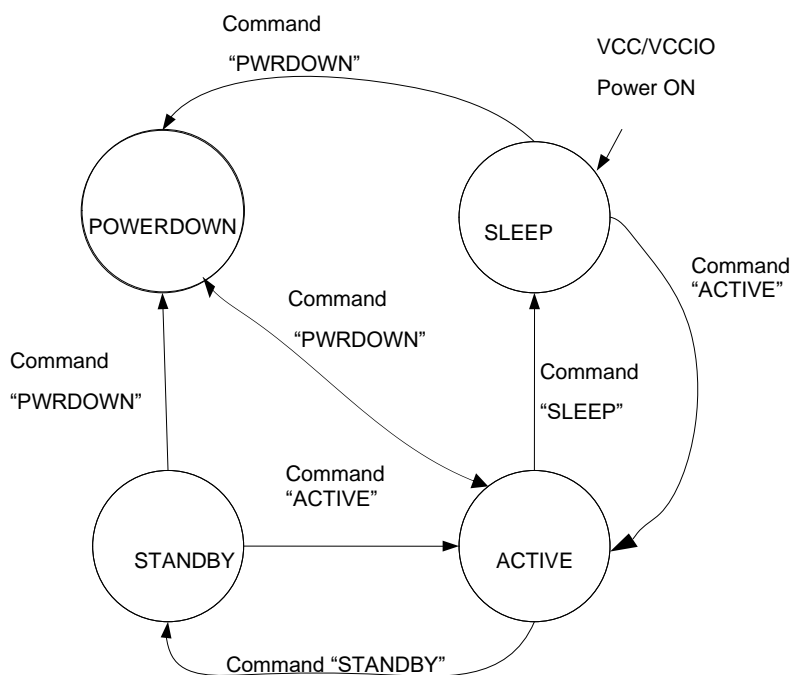 Command
“PWRDOWN”
VCC/VCCIO
Power ON
POWERDOWN
SLEEP
Command
“ACTIVE”
Command
“PWRDOWN”
Command
“PWRDOWN”
Command
“SLEEP”
Command
“ACTIVE”
STANDBY
ACTIVE
Command “STANDBY”